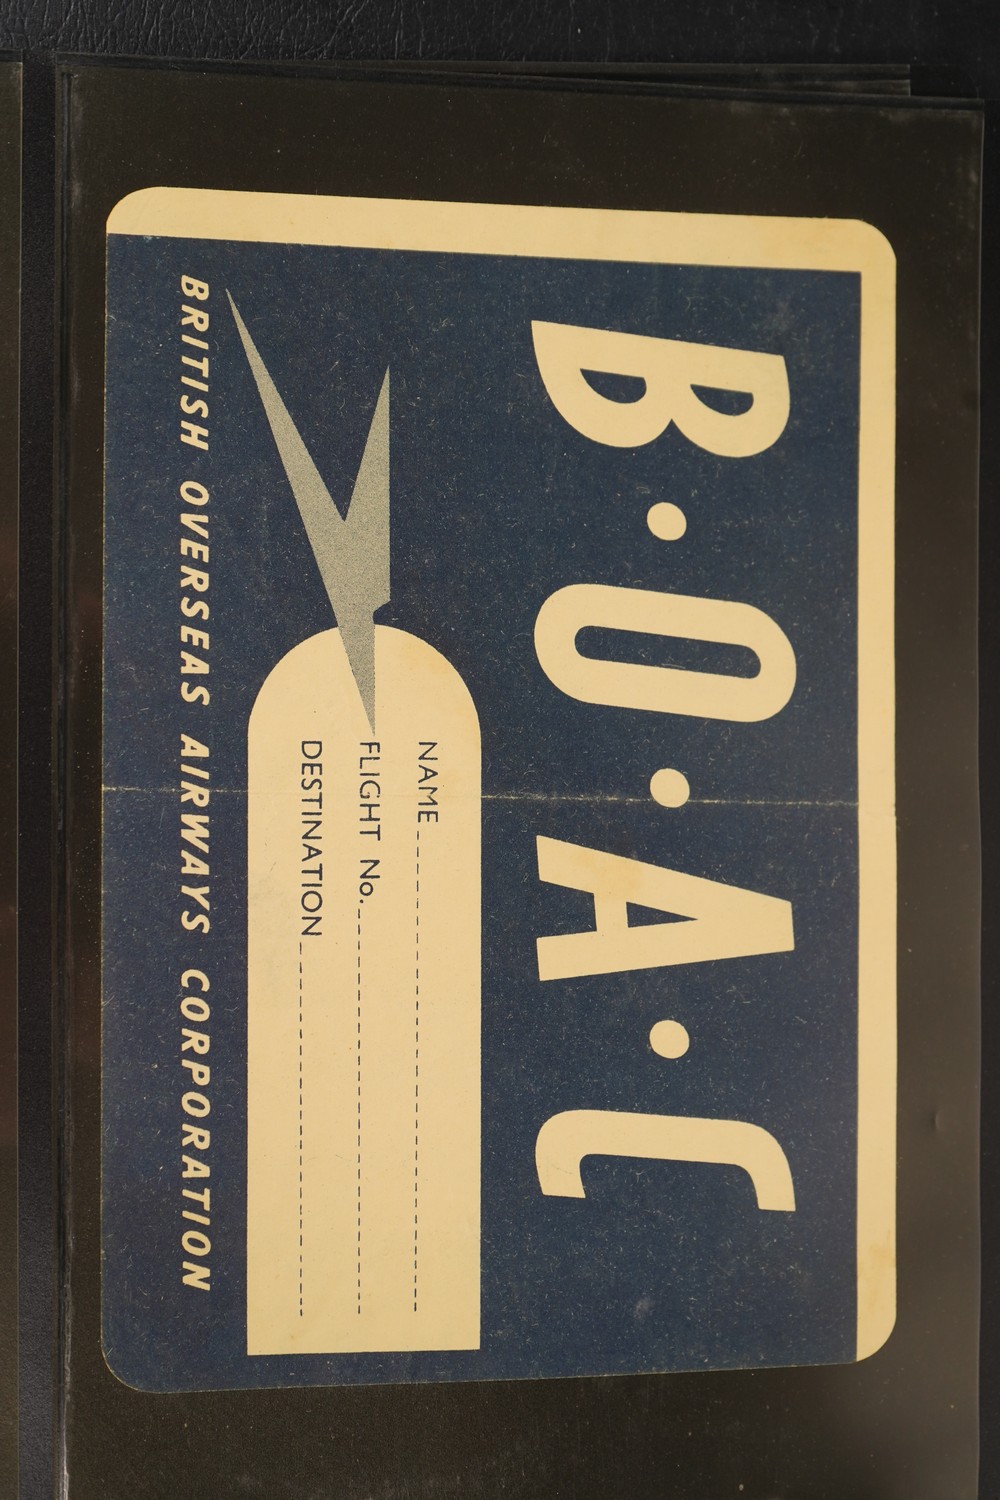 B·O·A·C
NAME
FLIGHT No.
DESTINATION
BRITISH OVERSEAS AIRWAYS CORPORATION